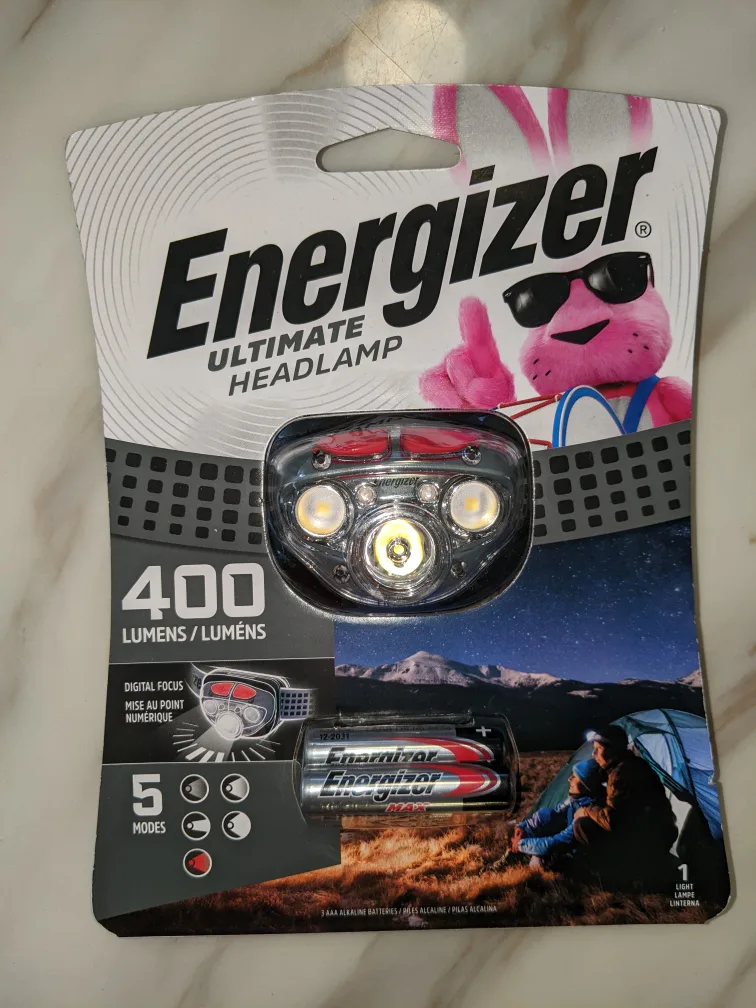 Energizer®
ULTIMATE
HEADLAMP
Energizer
400
LUMENS / LUMÉNS
DIGITAL FOCUS
MISE AU POINT
NUMÉRIQUE
+
Energizer
Energizer
MAX
5
MODES
1
LIGHT
LAMPE
LINTERNA
3 AAA ALKALINE BATTERIES / PILES ALCALINE / PILAS ALCALINA